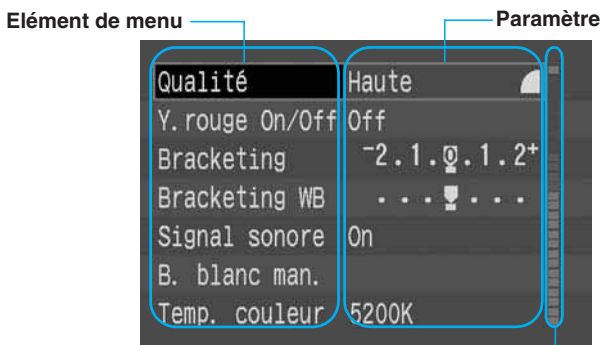 Elément de menu Paramètre
Qualité Haute
Y.rouge On/Off Off
Bracketing -2.1.0.1.2+
Bracketing WB ...▾...
Signal sonore On
B. blanc man.
Temp. couleur 5200K